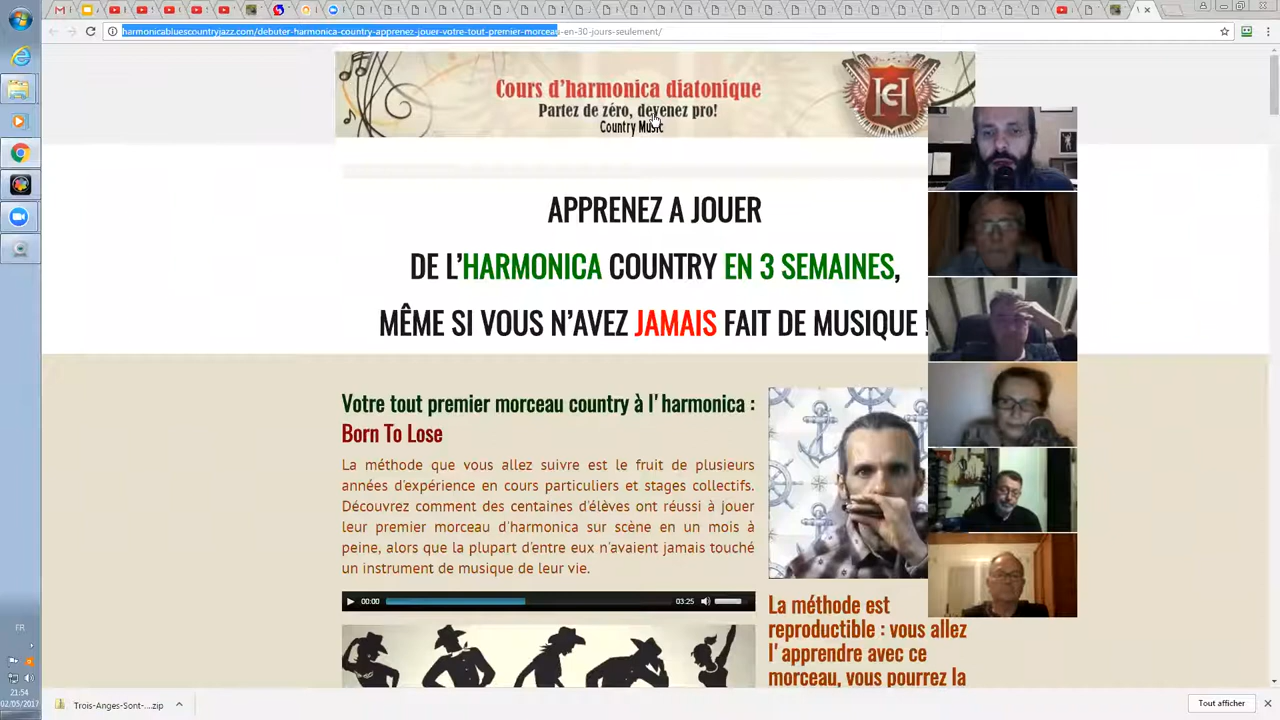 harmonicabluescountryjazz.com/debuter-harmonica-country-apprenez-jouer-votre-tout-premier-morceau-en-30-jours-seulement/
Cours d'harmonica diatonique
Partez de zéro, devenez pro!
Country Music
HC
APPRENEZ A JOUER
DE L'HARMONICA COUNTRY EN 3 SEMAINES,
MÊME SI VOUS N'AVEZ JAMAIS FAIT DE MUSIQUE !
Votre tout premier morceau country à l'harmonica :
Born To Lose
La méthode que vous allez suivre est le fruit de plusieurs
années d'expérience en cours particuliers et stages collectifs.
Découvrez comment des centaines d'élèves ont réussi à jouer
leur premier morceau d'harmonica sur scène en un mois à
peine, alors que la plupart d'entre eux n'avaient jamais touché
un instrument de musique de leur vie.
00:00
03:25
La méthode est
reproductible : vous allez
l'apprendre avec ce
morceau, vous pourrez la
FR
21:54
02/05/2017
Trois-Anges-Sont-....zip
Tout afficher